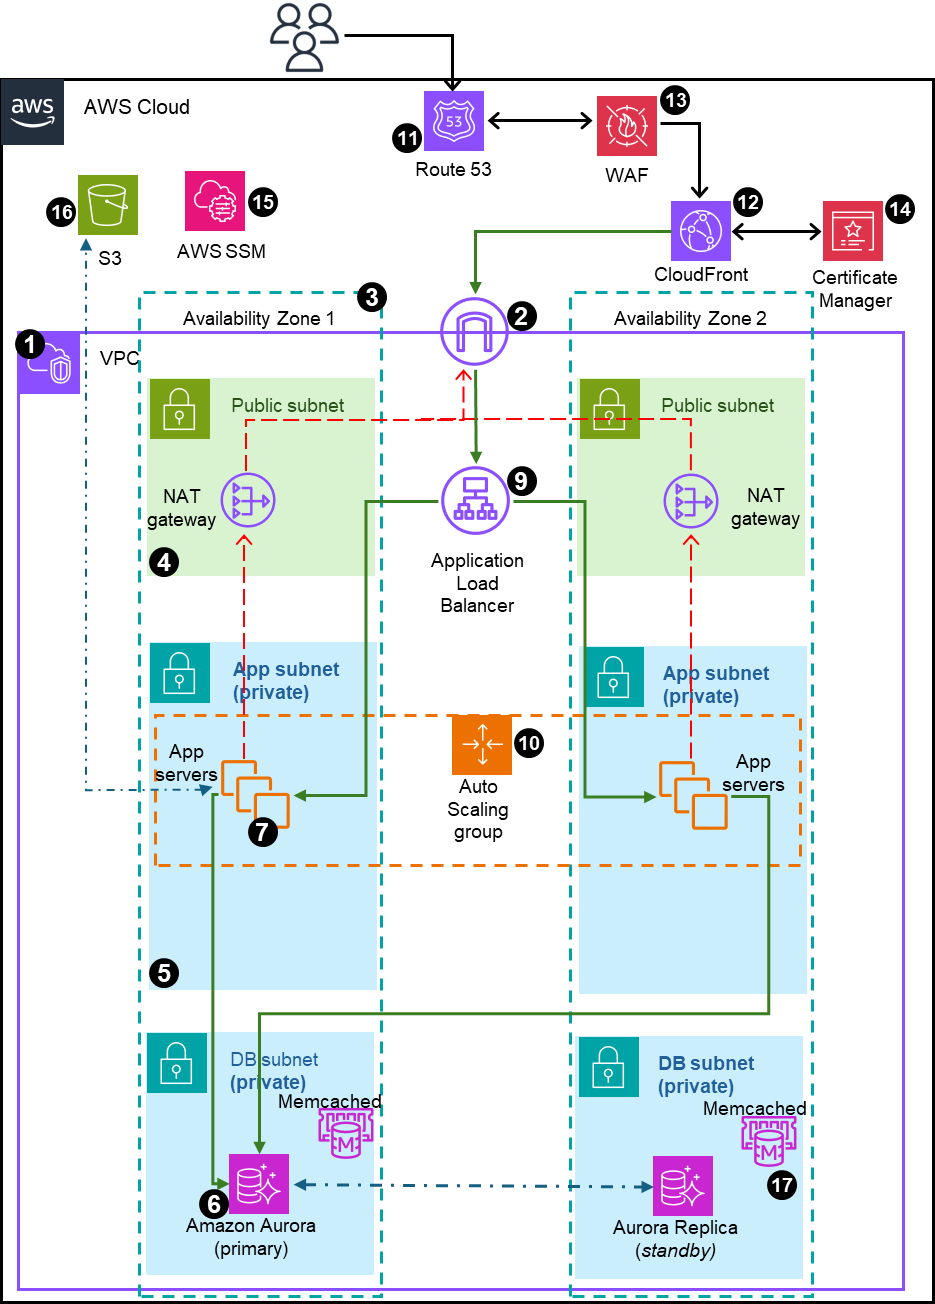 aws
AWS Cloud
53
11
Route 53
13
WAF
16
S3
15
AWS SSM
12
CloudFront
14
Certificate
Manager
3
Availability Zone 1
2
Availability Zone 2
1
VPC
Public subnet
Public subnet
NAT
gateway
4
9
Application
Load
Balancer
NAT
gateway
App subnet
(private)
App subnet
(private)
App
servers
7
10
Auto
Scaling
group
App
servers
5
DB subnet
(private)
Memcached
M
6
Amazon Aurora
(primary)
DB subnet
(private)
Memcached
M
17
Aurora Replica
(standby)